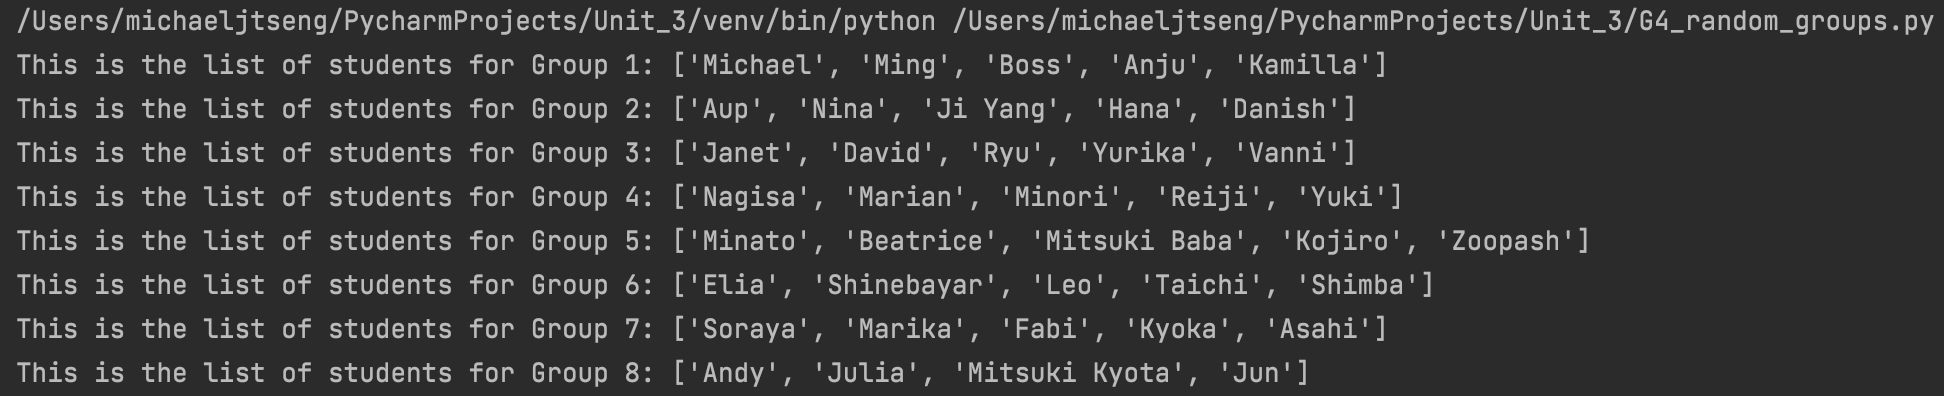 /Users/michaeljtseng/PycharmProjects/Unit_3/venv/bin/python /Users/michaeljtseng/PycharmProjects/Unit_3/G4_random_groups.py
This is the list of students for Group 1: ['Michael', 'Ming', 'Boss', 'Anju', 'Kamilla']
This is the list of students for Group 2: ['Aup', 'Nina', 'Ji Yang', 'Hana', 'Danish']
This is the list of students for Group 3: ['Janet', 'David', 'Ryu', 'Yurika', 'Vanni']
This is the list of students for Group 4: ['Nagisa', 'Marian', 'Minori', 'Reiji', 'Yuki']
This is the list of students for Group 5: ['Minato', 'Beatrice', 'Mitsuki Baba', 'Kojiro', 'Zoopash']
This is the list of students for Group 6: ['Elia', 'Shinebayar', 'Leo', 'Taichi', 'Shimba']
This is the list of students for Group 7: ['Soraya', 'Marika', 'Fabi', 'Kyoka', 'Asahi']
This is the list of students for Group 8: ['Andy', 'Julia', 'Mitsuki Kyota', 'Jun']